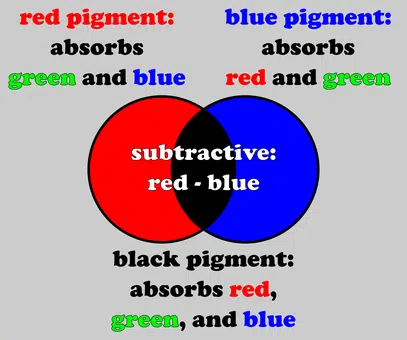 red pigment:
absorbs
green and blue
blue pigment:
absorbs
red and green
subtractive:
red - blue
black pigment:
absorbs red,
green, and blue